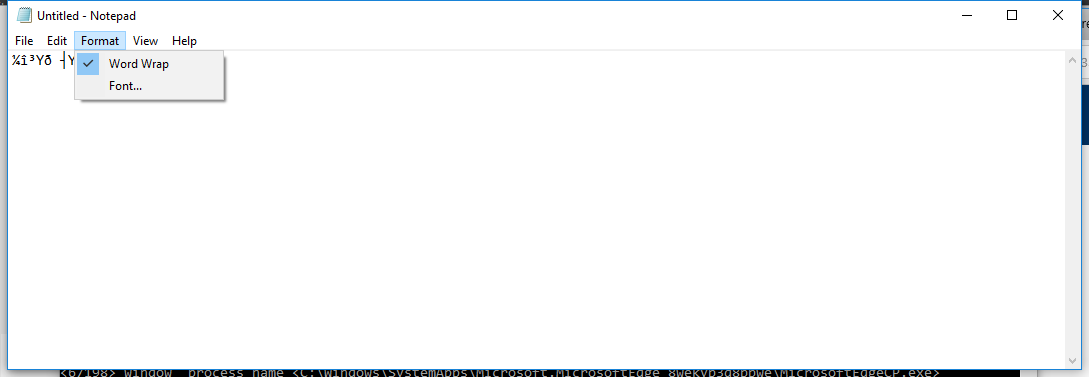 Untitled - Notepad
File Edit Format View Help
¼î³Yð ┤Y
Word Wrap
Font...
<6/198> Window process name <C:\Windows\SystemApps\Microsoft.MicrosoftEdge_8wekyb3d8bbwe\MicrosoftEdgeCP.exe>